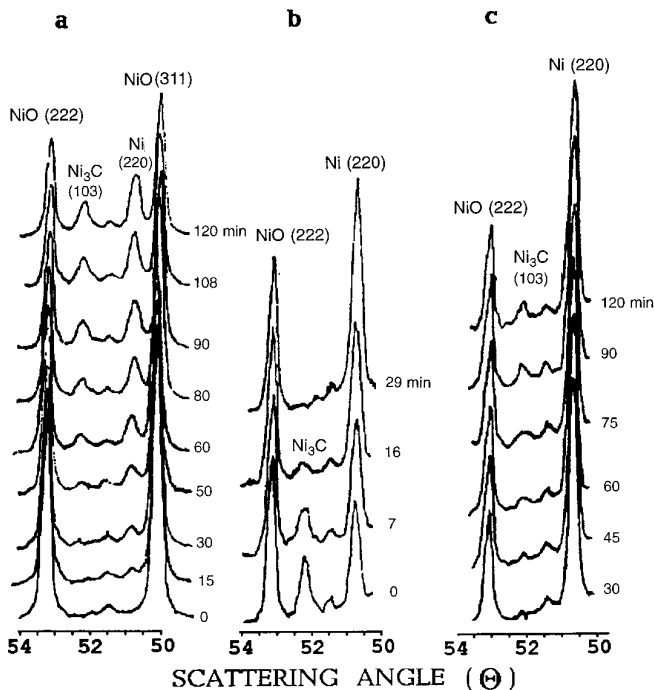 a
b
c
NiO (222)
NiO (311)
Ni₃C
(103)
Ni
(220)
120 min
108
90
80
60
50
30
15
0
54
52
50
NiO (222)
Ni (220)
Ni₃C
29 min
16
7
0
54
52
50
NiO (222)
Ni (220)
Ni₃C
(103)
120 min
90
75
60
45
30
54
52
50
SCATTERING ANGLE (Θ)